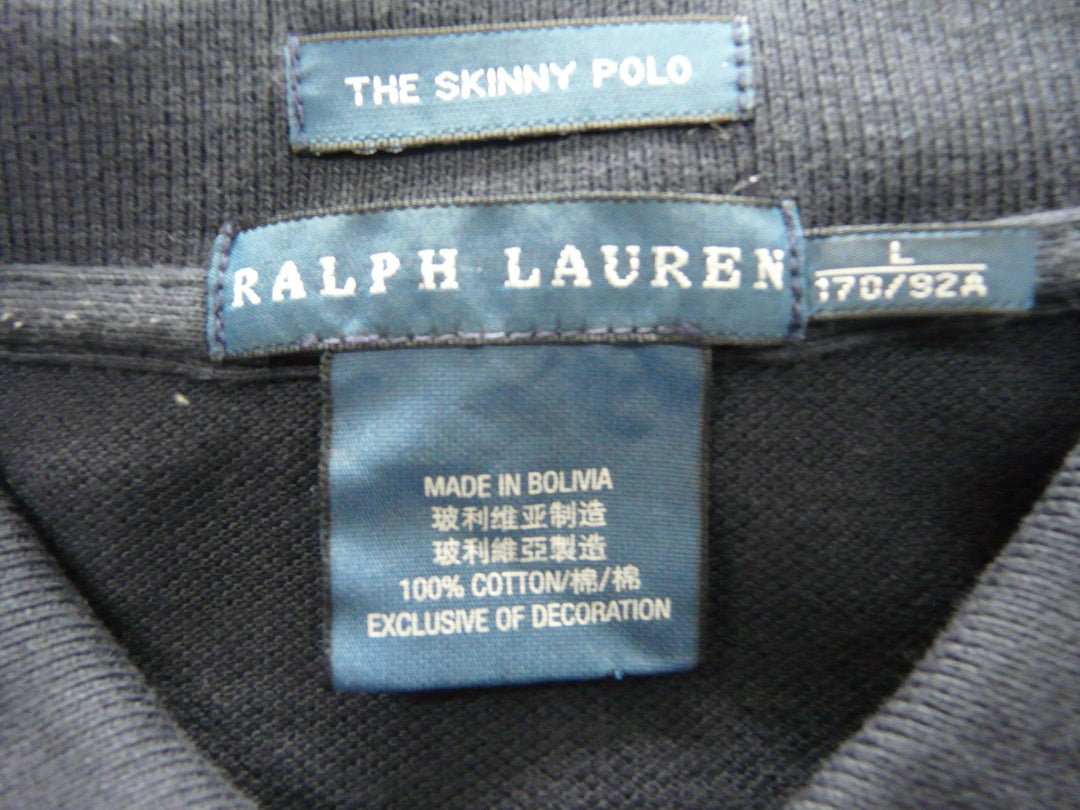 THE SKINNY POLO
RALPH LAUREN
L
170/92A
MADE IN BOLIVIA
玻利维亚制造
玻利維亞製造
100% COTTON/棉/棉
EXCLUSIVE OF DECORATION